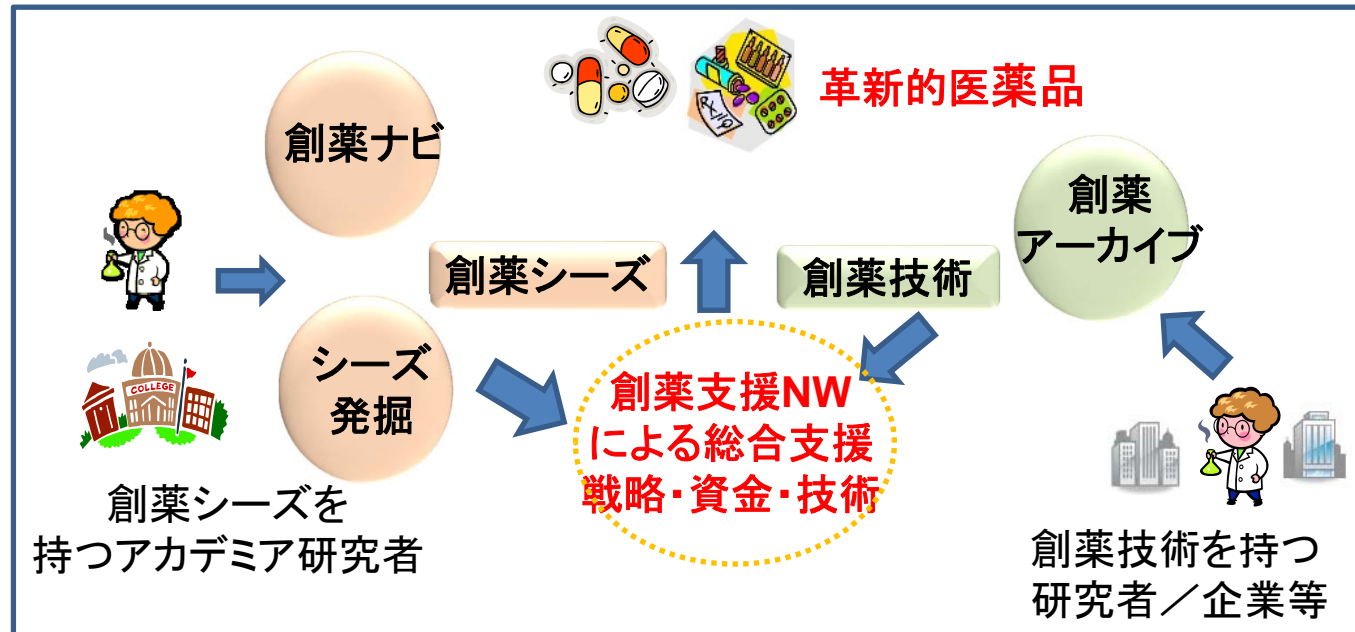 革新的医薬品
創薬ナビ
創薬
アーカイブ
創薬シーズ
創薬技術
シーズ
発掘
創薬支援NW
による総合支援
戦略・資金・技術
COLLEGE
創薬シーズを
持つアカデミア研究者
創薬技術を持つ
研究者／企業等